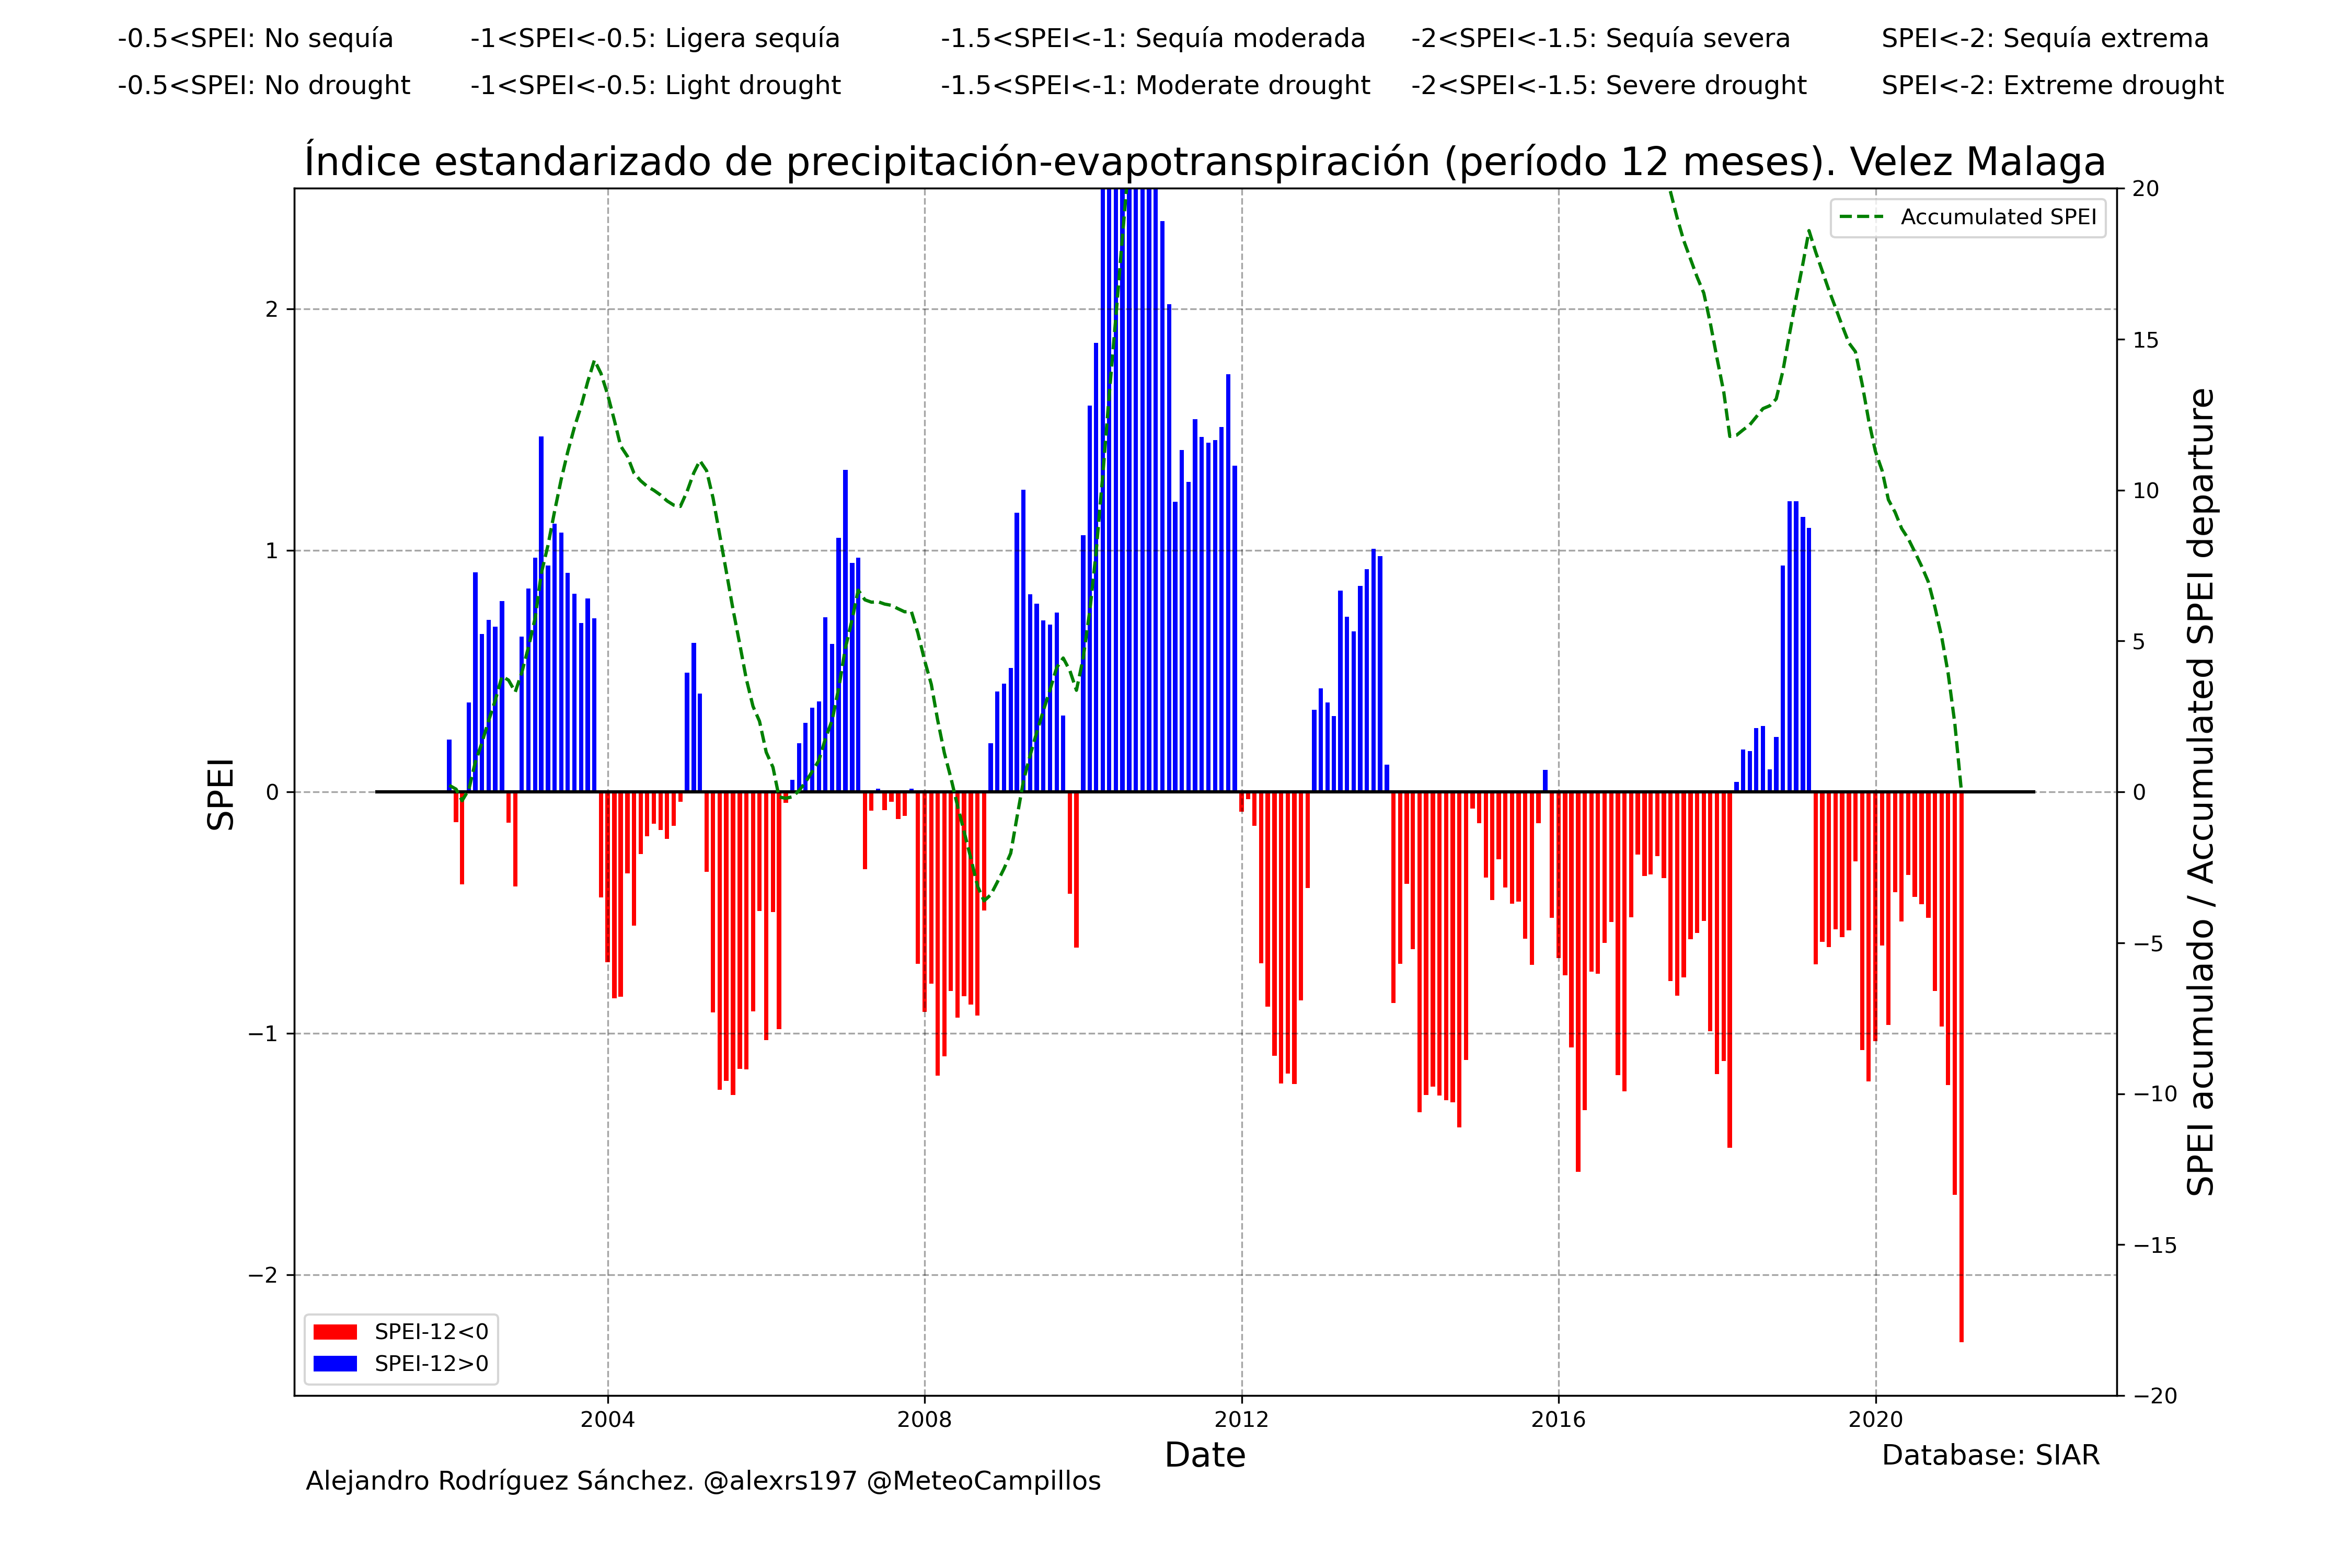 -0.5<SPEI: No sequía -1<SPEI<-0.5: Ligera sequía -1.5<SPEI<-1: Sequía moderada -2<SPEI<-1.5: Sequía severa SPEI<-2: Sequía extrema
-0.5<SPEI: No drought -1<SPEI<-0.5: Light drought -1.5<SPEI<-1: Moderate drought -2<SPEI<-1.5: Severe drought SPEI<-2: Extreme drought
Índice estandarizado de precipitación-evapotranspiración (período 12 meses). Velez Malaga
Accumulated SPEI
SPEI
2
1
0
−1
−2
20
15
10
5
0
−5
−10
−15
−20
SPEI acumulado / Accumulated SPEI departure
SPEI-12<0
SPEI-12>0
2004 2008 2012 2016 2020
Date
Database: SIAR
Alejandro Rodríguez Sánchez. @alexrs197 @MeteoCampillos